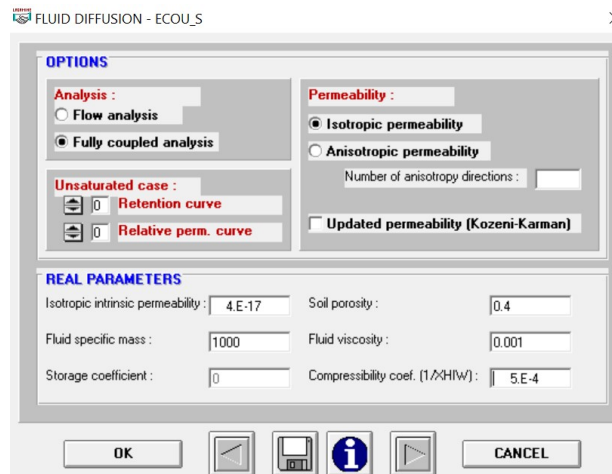 FLUID DIFFUSION - ECOU_S
OPTIONS
Analysis :
Flow analysis
Fully coupled analysis
Unsaturated case :
0 Retention curve
0 Relative perm. curve
Permeability :
Isotropic permeability
Anisotropic permeability
Number of anisotropy directions :
Updated permeability (Kozeni-Karman)
REAL PARAMETERS
Isotropic intrinsic permeability : 4.E-17
Soil porosity : 0.4
Fluid specific mass : 1000
Fluid viscosity : 0.001
Storage coefficient : 0
Compressibility coef. (1/XHIW) : 5.E-4
OK
CANCEL